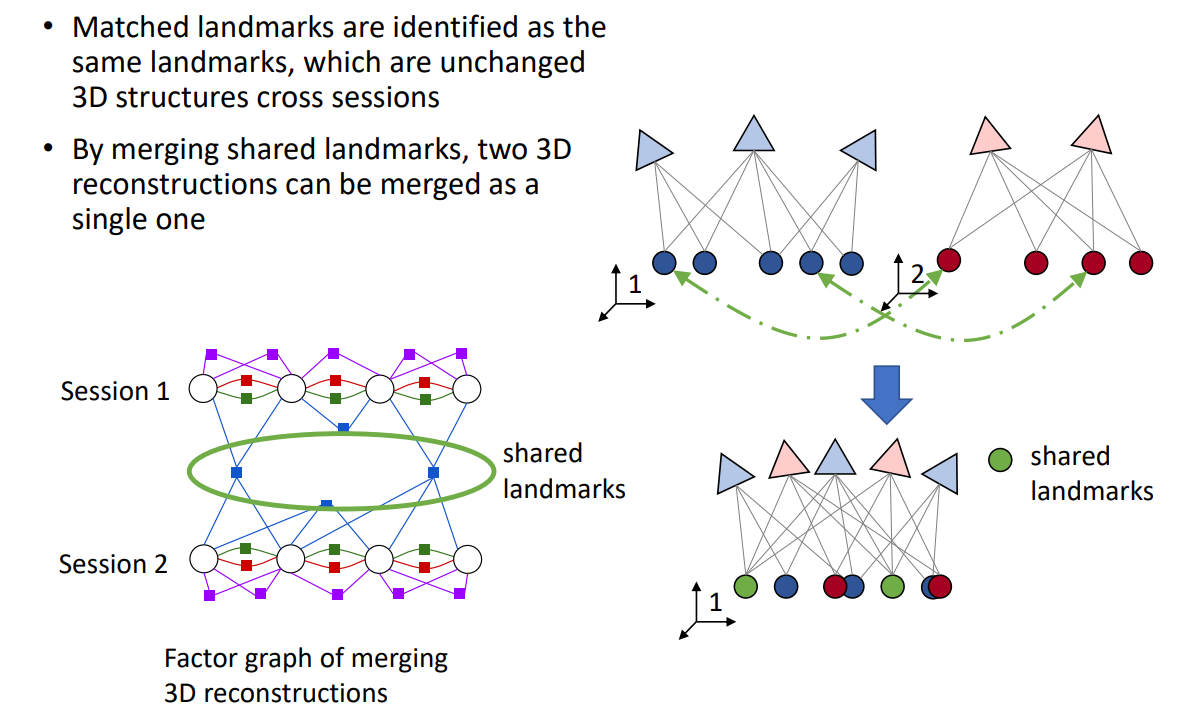 • Matched landmarks are identified as the
same landmarks, which are unchanged
3D structures cross sessions
• By merging shared landmarks, two 3D
reconstructions can be merged as a
single one
1
2
Session 1
shared
landmarks
Session 2
Factor graph of merging
3D reconstructions
shared
landmarks
1